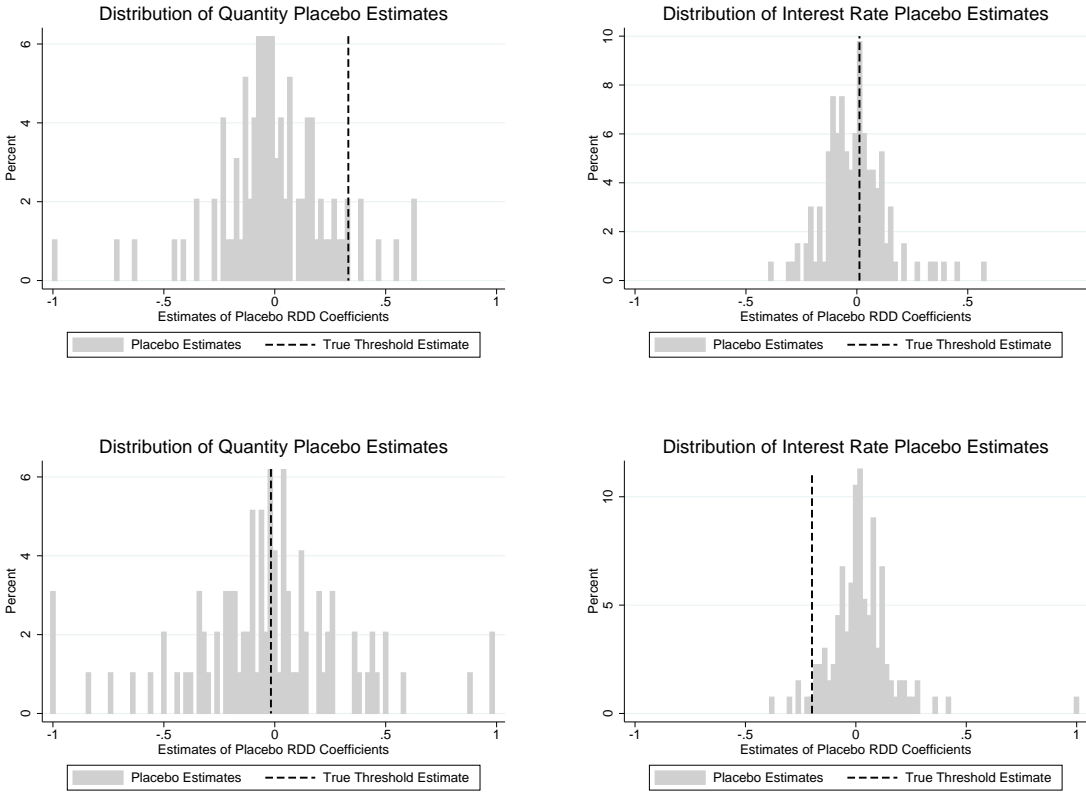 Distribution of Quantity Placebo Estimates
6
4
2
0
Percent
-1
-.5
0
.5
1
Estimates of Placebo RDD Coefficients
Placebo Estimates
True Threshold Estimate
Distribution of Interest Rate Placebo Estimates
10
8
6
4
2
0
Percent
-1
-.5
0
.5
Estimates of Placebo RDD Coefficients
Placebo Estimates
True Threshold Estimate
Distribution of Quantity Placebo Estimates
6
4
2
0
Percent
-1
-.5
0
.5
1
Estimates of Placebo RDD Coefficients
Placebo Estimates
True Threshold Estimate
Distribution of Interest Rate Placebo Estimates
10
5
0
Percent
-1
-.5
0
.5
1
Estimates of Placebo RDD Coefficients
Placebo Estimates
True Threshold Estimate